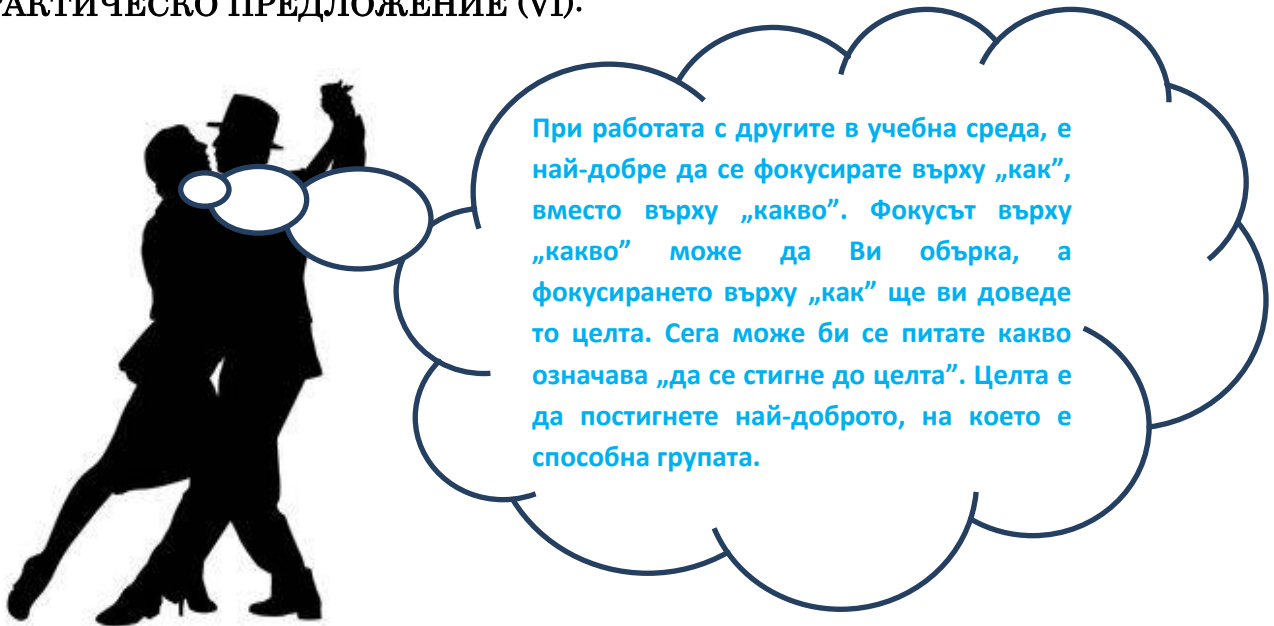 РАКТИЧЕСКО ПРЕДЛОЖЕНИЕ (VI):
При работата с другите в учебна среда, е
най-добре да се фокусирате върху „как”,
вместо върху „какво”. Фокусът върху
„какво” може да Ви обърка, а
фокусирането върху „как” ще ви доведе
то целта. Сега може би се питате какво
означава „да се стигне до целта”. Целта е
да постигнете най-доброто, на което е
способна групата.